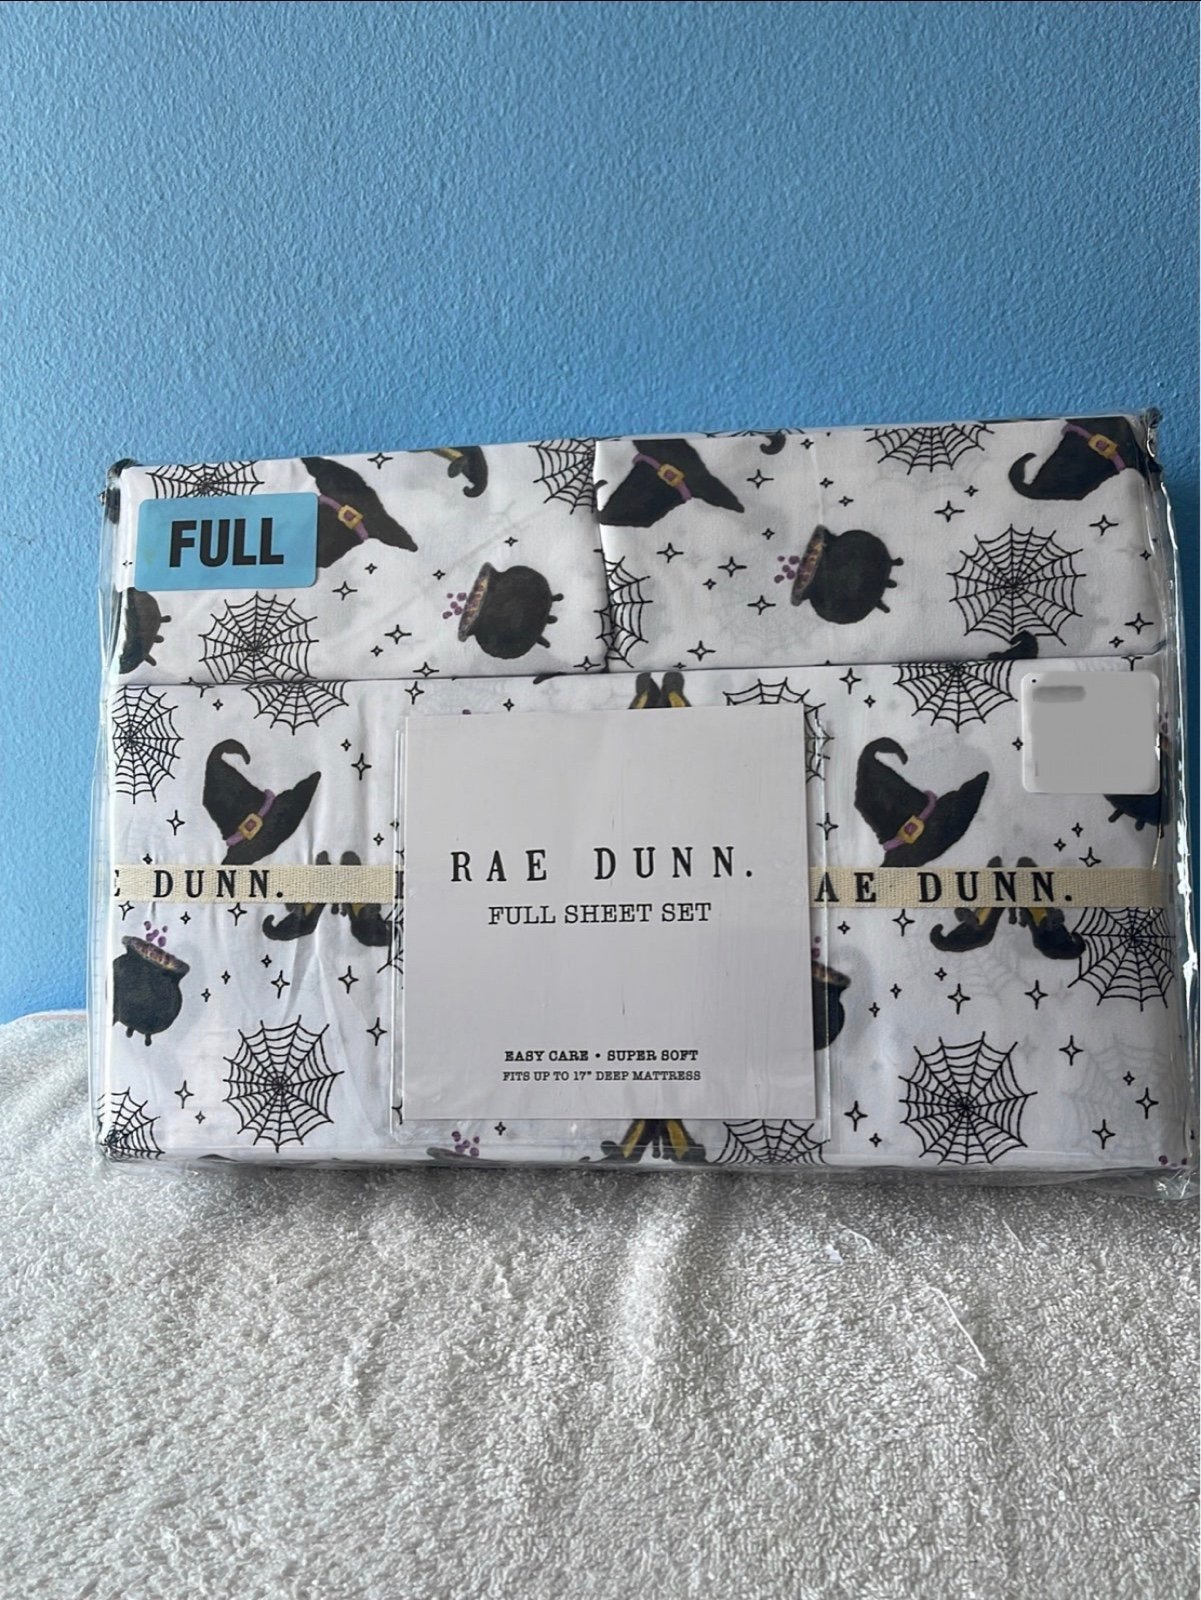 FULL
RAE DUNN.
FULL SHEET SET
EASY CARE • SUPER SOFT
FITS UP TO 17" DEEP MATTRESS
E DUNN.
AE DUNN.